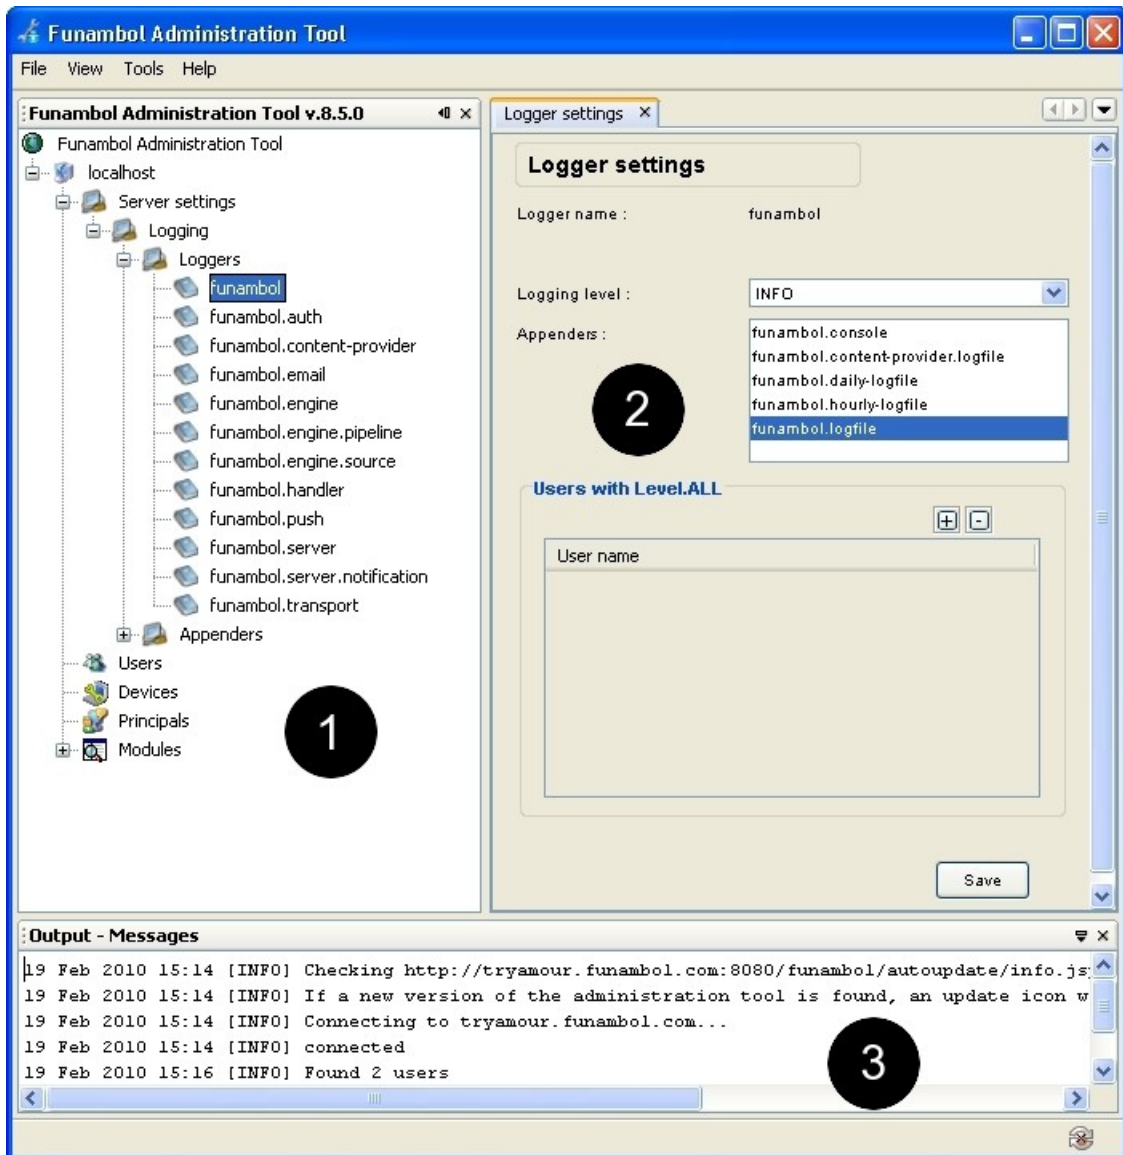 Funambol Administration Tool
File View Tools Help
Funambol Administration Tool v.8.5.0
Funambol Administration Tool
localhost
Server settings
Logging
Loggers
funambol
funambol.auth
funambol.content-provider
funambol.email
funambol.engine
funambol.engine.pipeline
funambol.engine.source
funambol.handler
funambol.push
funambol.server
funambol.server.notification
funambol.transport
Appenders
Users
Devices
Principals
Modules
1
Logger settings
Logger settings
Logger name : funambol
Logging level : INFO
Appenders :
funambol.console
funambol.content-provider.logfile
funambol.daily-logfile
funambol.hourly-logfile
funambol.logfile
2
Users with Level.ALL
User name
Save
Output - Messages
19 Feb 2010 15:14 [INFO] Checking http://tryamour.funambol.com:8080/funambol/autoupdate/info.js
19 Feb 2010 15:14 [INFO] If a new version of the administration tool is found, an update icon w
19 Feb 2010 15:14 [INFO] Connecting to tryamour.funambol.com...
19 Feb 2010 15:14 [INFO] connected
19 Feb 2010 15:16 [INFO] Found 2 users
3